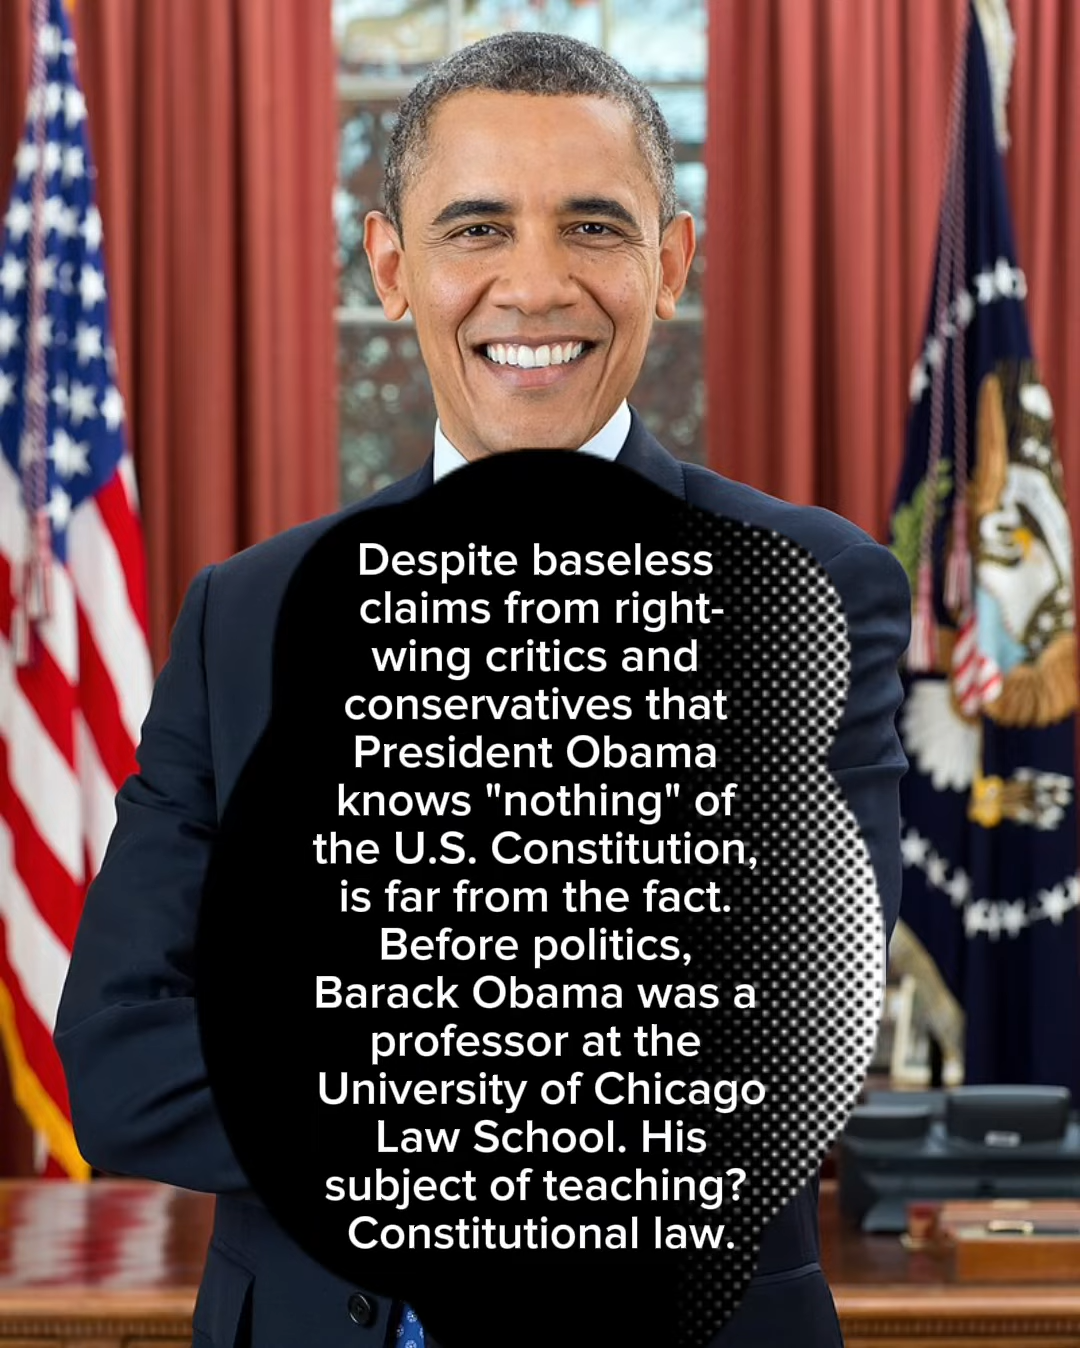 Despite baseless
claims from right-
wing critics and
conservatives that
President Obama
knows "nothing" of
the U.S. Constitution,
is far from the fact.
Before politics,
Barack Obama was a
professor at the
University of Chicago
Law School. His
subject of teaching?
Constitutional law.